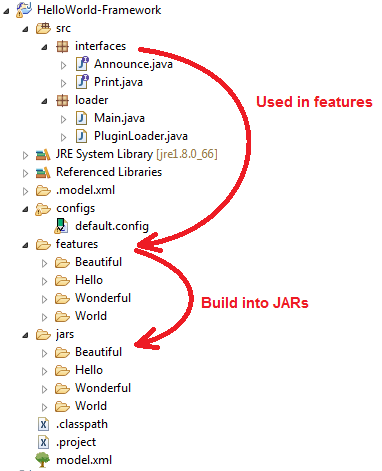 HelloWorld-Framework
src
interfaces
Announce.java
Print.java
loader
Used in features
Main.java
PluginLoader.java
JRE System Library [jre1.8.0_66]
Referenced Libraries
.model.xml
configs
default.config
features
Beautiful
Hello
Wonderful
Build into JARs
World
jars
Beautiful
Hello
Wonderful
World
.classpath
.project
model.xml